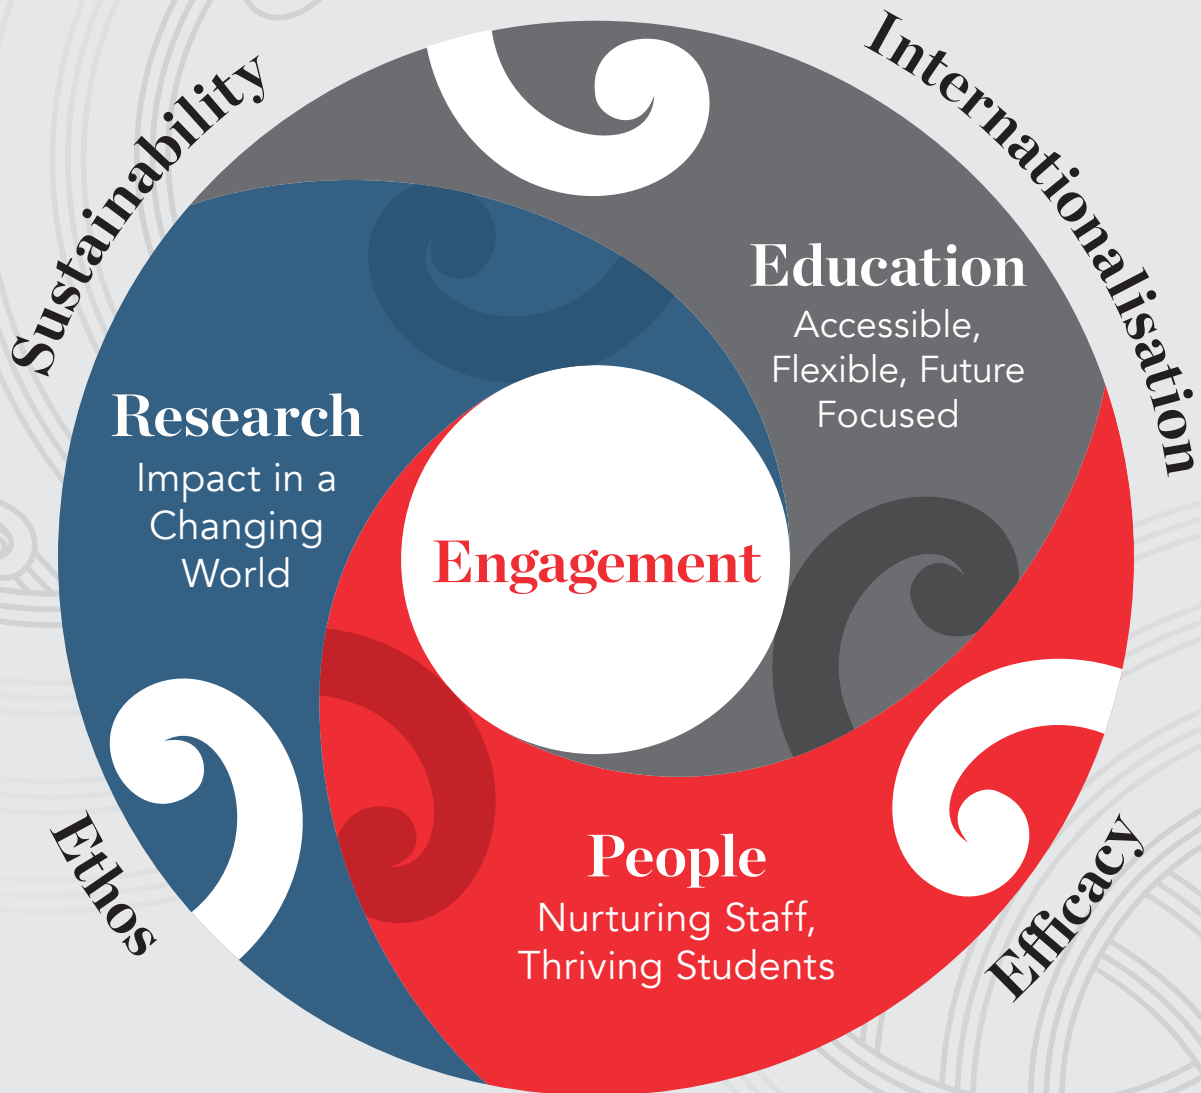 Sustainability
Internationalisation
Education
Accessible,
Flexible, Future
Focused
Research
Impact in a
Changing
World
Engagement
People
Nurturing Staff,
Thriving Students
Ethos
Efficacy